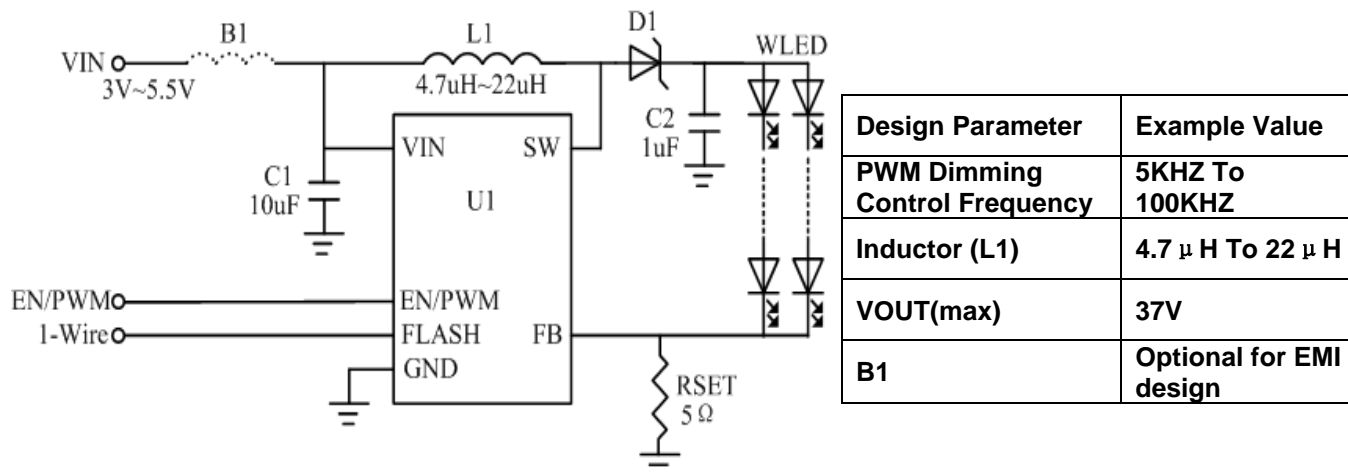 B1
L1
D1
WLED
VIN
3V~5.5V
4.7uH~22uH
C2
1uF
VIN
SW
C1
10uF
U1
EN/PWM
EN/PWM
1-Wire
FLASH
FB
GND
RSET
5Ω
Design Parameter
Example Value
PWM Dimming
Control Frequency
5KHZ To
100KHZ
Inductor (L1)
4.7 μ H To 22 μ H
VOUT(max)
37V
B1
Optional for EMI
design